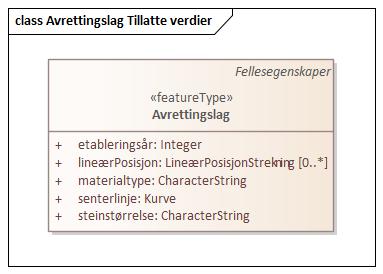 class Avrettingslag Tillatte verdier
Fellesegenskaper
«featureType»
Avrettingslag
+ etableringsår: Integer
+ lineærPosisjon: LineærPosisjonStrekning [0..*]
+ materialtype: CharacterString
+ senterlinje: Kurve
+ steinstørrelse: CharacterString